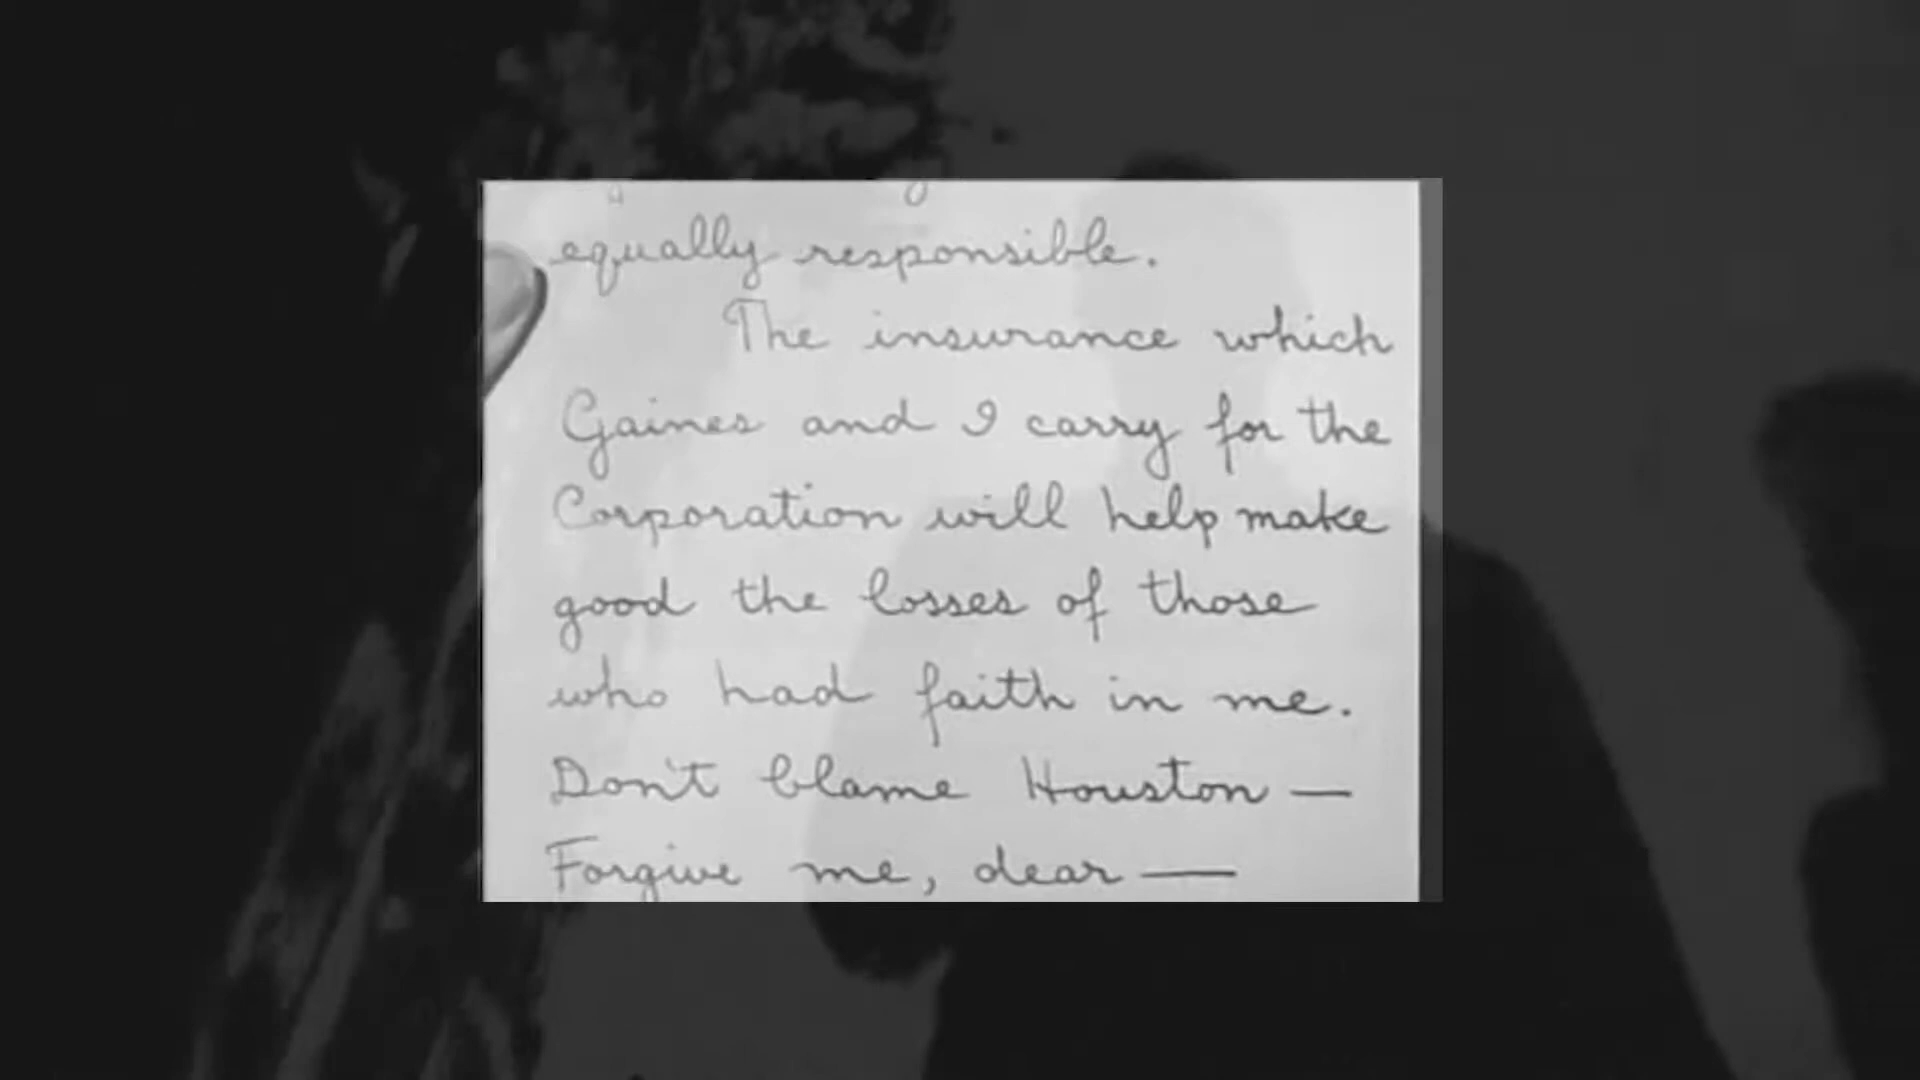 equally responsible.
The insurance which
Gaines and I carry for the
Corporation will help make
good the losses of those
who had faith in me.
Don't blame Houston —
Forgive me, dear —